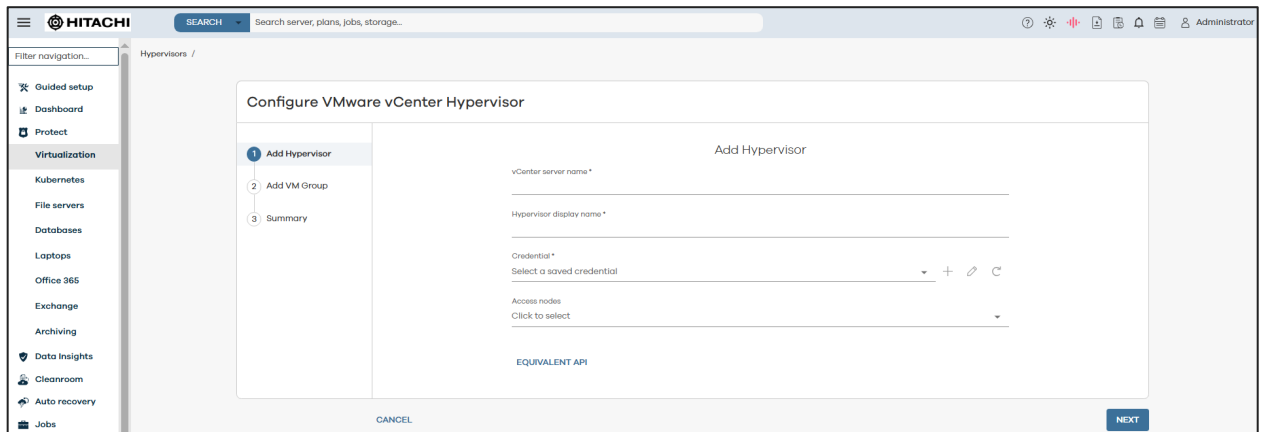 HITACHI
SEARCH
Search server, plans, jobs, storage...
Administrator
Filter navigation...
Hypervisors /
Guided setup
Dashboard
Protect
Virtualization
Kubernetes
File servers
Databases
Laptops
Office 365
Exchange
Archiving
Data Insights
Cleanroom
Auto recovery
Jobs
Configure VMware vCenter Hypervisor
1 Add Hypervisor
2 Add VM Group
3 Summary
Add Hypervisor
vCenter server name *
Hypervisor display name *
Credential *
Select a saved credential
Access nodes
Click to select
EQUIVALENT API
CANCEL
NEXT